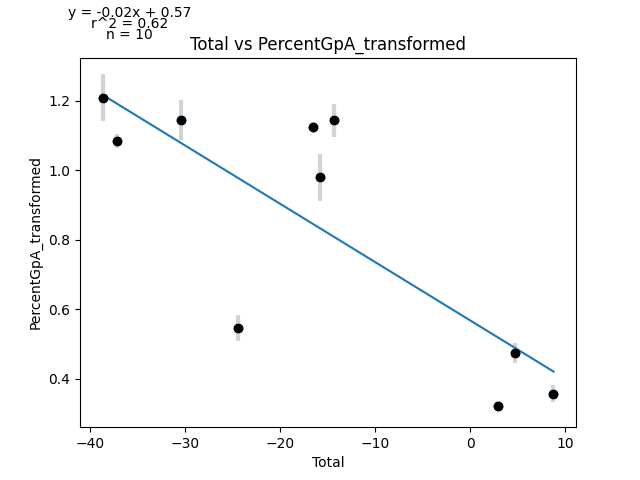 y = -0.02x + 0.57
r^2 = 0.62
n = 10
Total vs PercentGpA_transformed
PercentGpA_transformed
1.2
1.0
0.8
0.6
0.4
−40
−30
−20
−10
0
10
Total